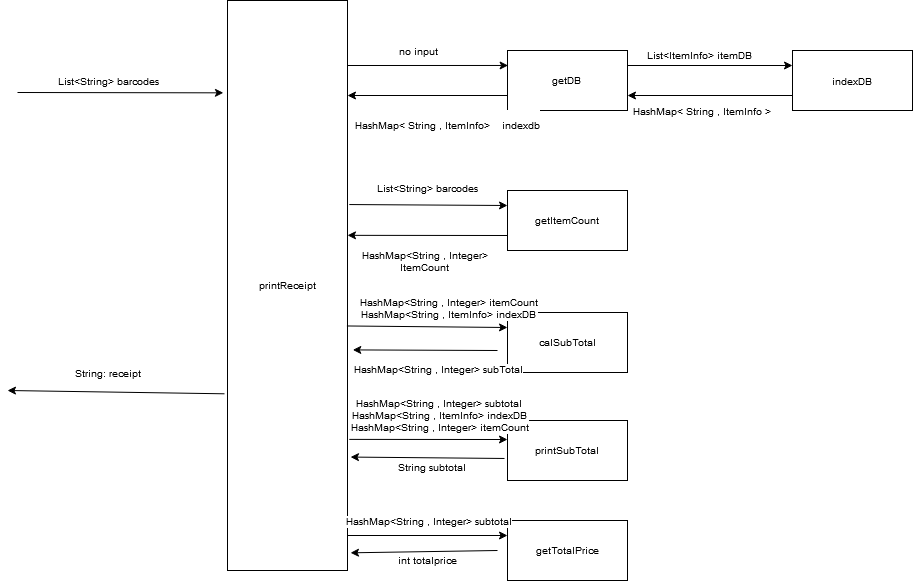 no input
List<ItemInfo> itemDB
List<String> barcodes
getDB
indexDB
HashMap< String , ItemInfo >
HashMap< String , ItemInfo> indexdb
List<String> barcodes
getItemCount
HashMap<String , Integer>
ItemCount
printReceipt
HashMap<String , Integer> itemCount
HashMap<String , ItemInfo> indexDB
calSubTotal
HashMap<String , Integer> subTotal
String: receipt
HashMap<String , Integer> subtotal
HashMap<String , ItemInfo> indexDB
HashMap<String , Integer> itemCount
printSubTotal
String subtotal
HashMap<String , Integer> subtotal
getTotalPrice
int totalprice